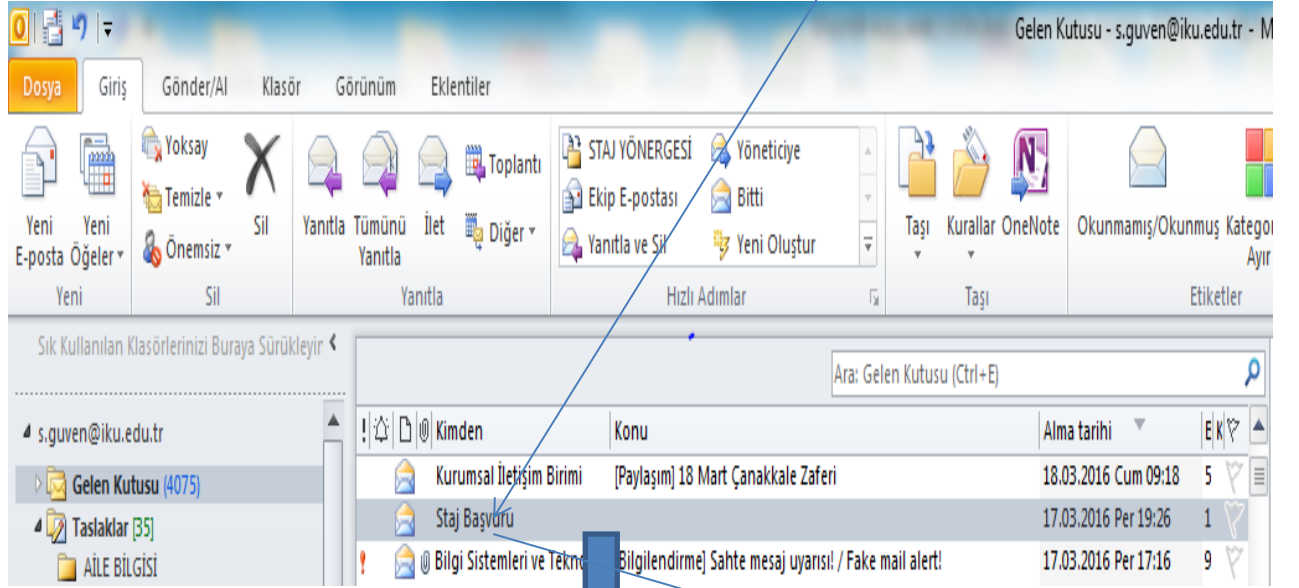 Gelen Kutusu - s.guven@iku.edu.tr - M
Dosya Giriş Gönder/Al Klasör Görünüm Eklentiler
Yeni E-posta
Yeni Öğeler
Yoksay
Temizle
Önemsiz
Sil
Yanıtla
Tümünü Yanıtla
İlet
Toplantı
Diğer
STAJ YÖNERGESİ
Ekip E-postası
Yanıtla ve Sil
Yöneticiye
Bitti
Yeni Oluştur
Taşı
Kurallar
OneNote
Okunmamış/Okunmuş
Kategor
Ayır
Yeni Sil Yanıtla Hızlı Adımlar Taşı Etiketler
Sık Kullanılan Klasörlerinizi Buraya Sürükleyin
Ara: Gelen Kutusu (Ctrl+E)
s.guven@iku.edu.tr
Gelen Kutusu (4075)
Taslaklar [35]
AİLE BİLGİSİ
! Kimden Konu Alma tarihi E K
Kurumsal İletişim Birimi [Paylaşım] 18 Mart Çanakkale Zaferi 18.03.2016 Cum 09:18 5
Staj Başvuru 17.03.2016 Per 19:26 1
! Bilgi Sistemleri ve Tekno [Bilgilendirme] Sahte mesaj uyarısı! / Fake mail alert! 17.03.2016 Per 17:16 9